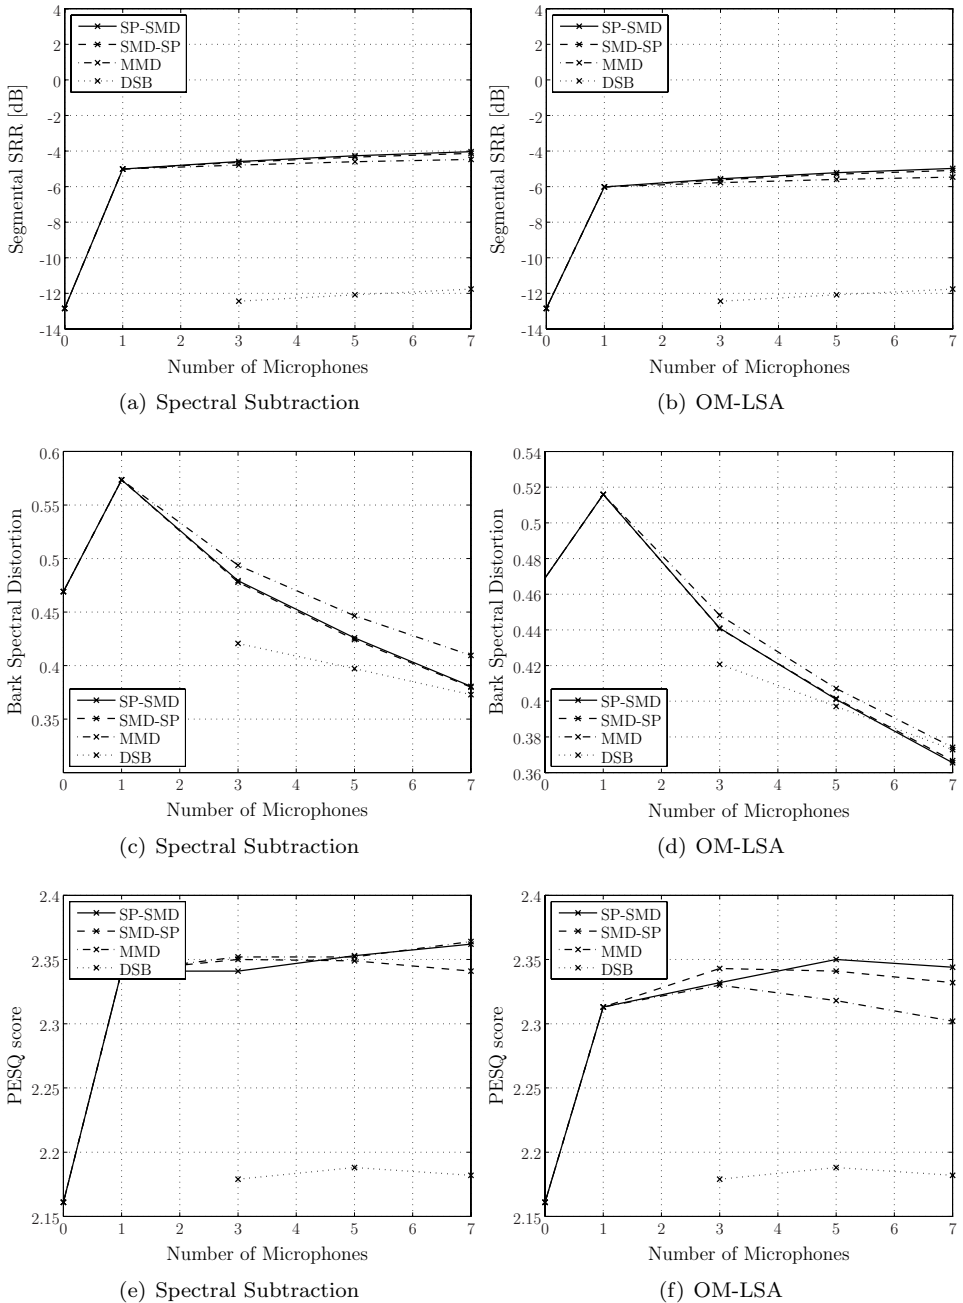 4
2
0
-2
-4
-6
-8
-10
-12
-14
Segmental SRR [dB]
SP-SMD
SMD-SP
MMD
DSB
0 1 2 3 4 5 6 7
Number of Microphones
(a) Spectral Subtraction
4
2
0
-2
-4
-6
-8
-10
-12
-14
Segmental SRR [dB]
SP-SMD
SMD-SP
MMD
DSB
0 1 2 3 4 5 6 7
Number of Microphones
(b) OM-LSA
0.6
0.55
0.5
0.45
0.4
0.35
Bark Spectral Distortion
SP-SMD
SMD-SP
MMD
DSB
0 1 2 3 4 5 6 7
Number of Microphones
(c) Spectral Subtraction
0.54
0.52
0.5
0.48
0.46
0.44
0.42
0.4
0.38
0.36
Bark Spectral Distortion
SP-SMD
SMD-SP
MMD
DSB
0 1 2 3 4 5 6 7
Number of Microphones
(d) OM-LSA
2.4
2.35
2.3
2.25
2.2
2.15
PESQ score
SP-SMD
SMD-SP
MMD
DSB
0 1 2 3 4 5 6 7
Number of Microphones
(e) Spectral Subtraction
2.4
2.35
2.3
2.25
2.2
2.15
PESQ score
SP-SMD
SMD-SP
MMD
DSB
0 1 2 3 4 5 6 7
Number of Microphones
(f) OM-LSA